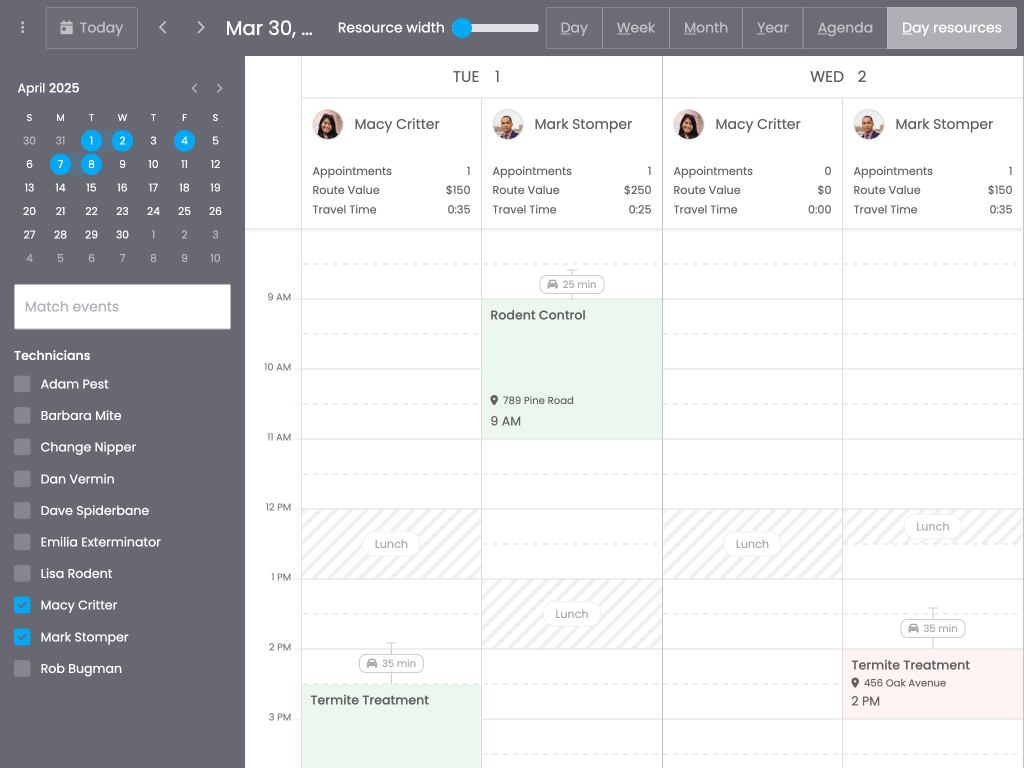 Today
Mar 30, ...
Resource width
Day
Week
Month
Year
Agenda
Day resources
April 2025
S M T W T F S
30 31 1 2 3 4 5
6 7 8 9 10 11 12
13 14 15 16 17 18 19
20 21 22 23 24 25 26
27 28 29 30 1 2 3
4 5 6 7 8 9 10
Match events
Technicians
Adam Pest
Barbara Mite
Change Nipper
Dan Vermin
Dave Spiderbane
Emilia Exterminator
Lisa Rodent
Macy Critter
Mark Stomper
Rob Bugman
TUE 1
WED 2
Macy Critter
Appointments 1
Route Value $150
Travel Time 0:35
Mark Stomper
Appointments 1
Route Value $250
Travel Time 0:25
Macy Critter
Appointments 0
Route Value $0
Travel Time 0:00
Mark Stomper
Appointments 1
Route Value $150
Travel Time 0:35
9 AM
10 AM
11 AM
12 PM
1 PM
2 PM
3 PM
Lunch
35 min
Termite Treatment
25 min
Rodent Control
789 Pine Road
9 AM
Lunch
Lunch
Lunch
35 min
Termite Treatment
456 Oak Avenue
2 PM